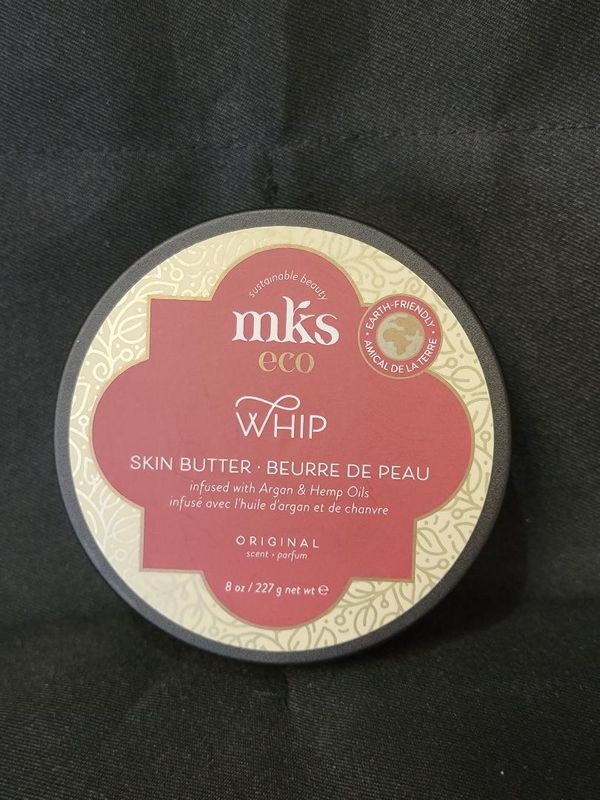 sustainable beauty
mks
eco
• EARTH-FRIENDLY •
AMICAL DE LA TERRE
WHIP
SKIN BUTTER · BEURRE DE PEAU
infused with Argan & Hemp Oils
infusé avec l'huile d'argan et de chanvre
ORIGINAL
scent • parfum
8 oz / 227 g net wt ℮